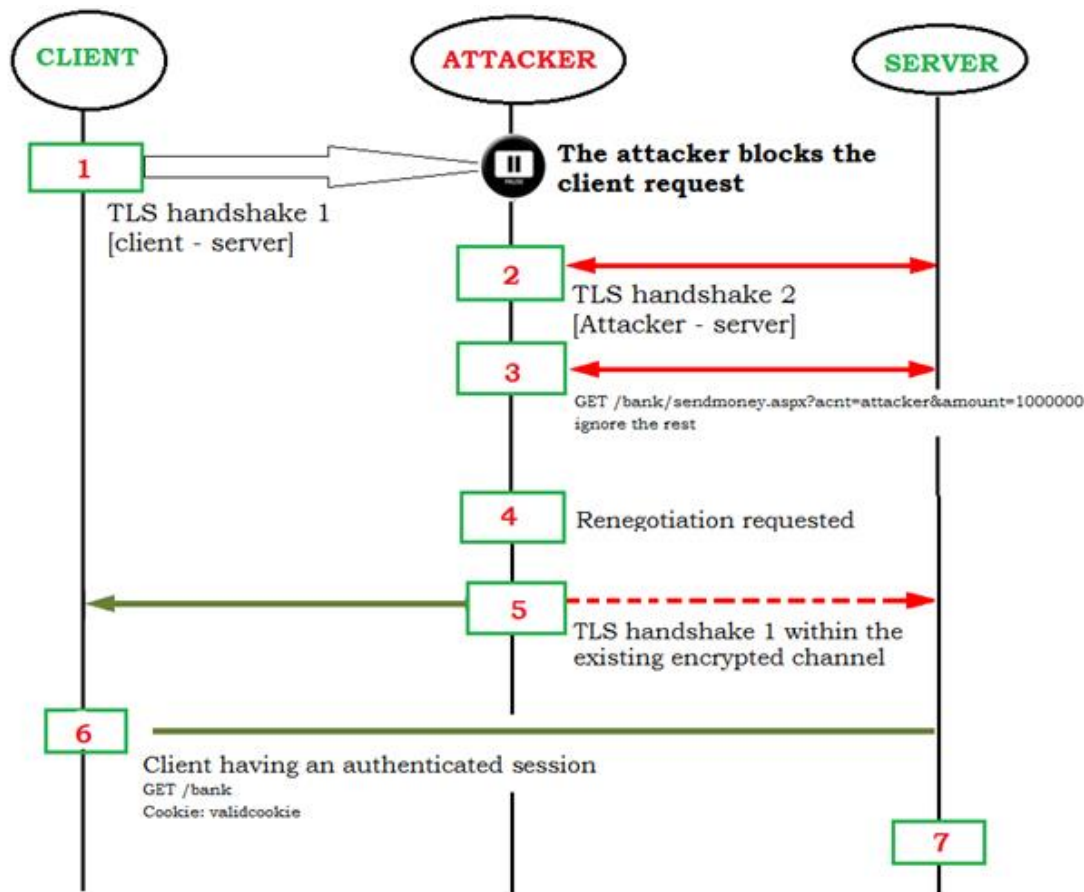 CLIENT
ATTACKER
SERVER
1
The attacker blocks the
client request
PAUSE
TLS handshake 1
[client - server]
2
TLS handshake 2
[Attacker - server]
3
GET /bank/sendmoney.aspx?acnt=attacker&amount=1000000
ignore the rest
4
Renegotiation requested
5
TLS handshake 1 within the
existing encrypted channel
6
Client having an authenticated session
GET /bank
Cookie: validcookie
7